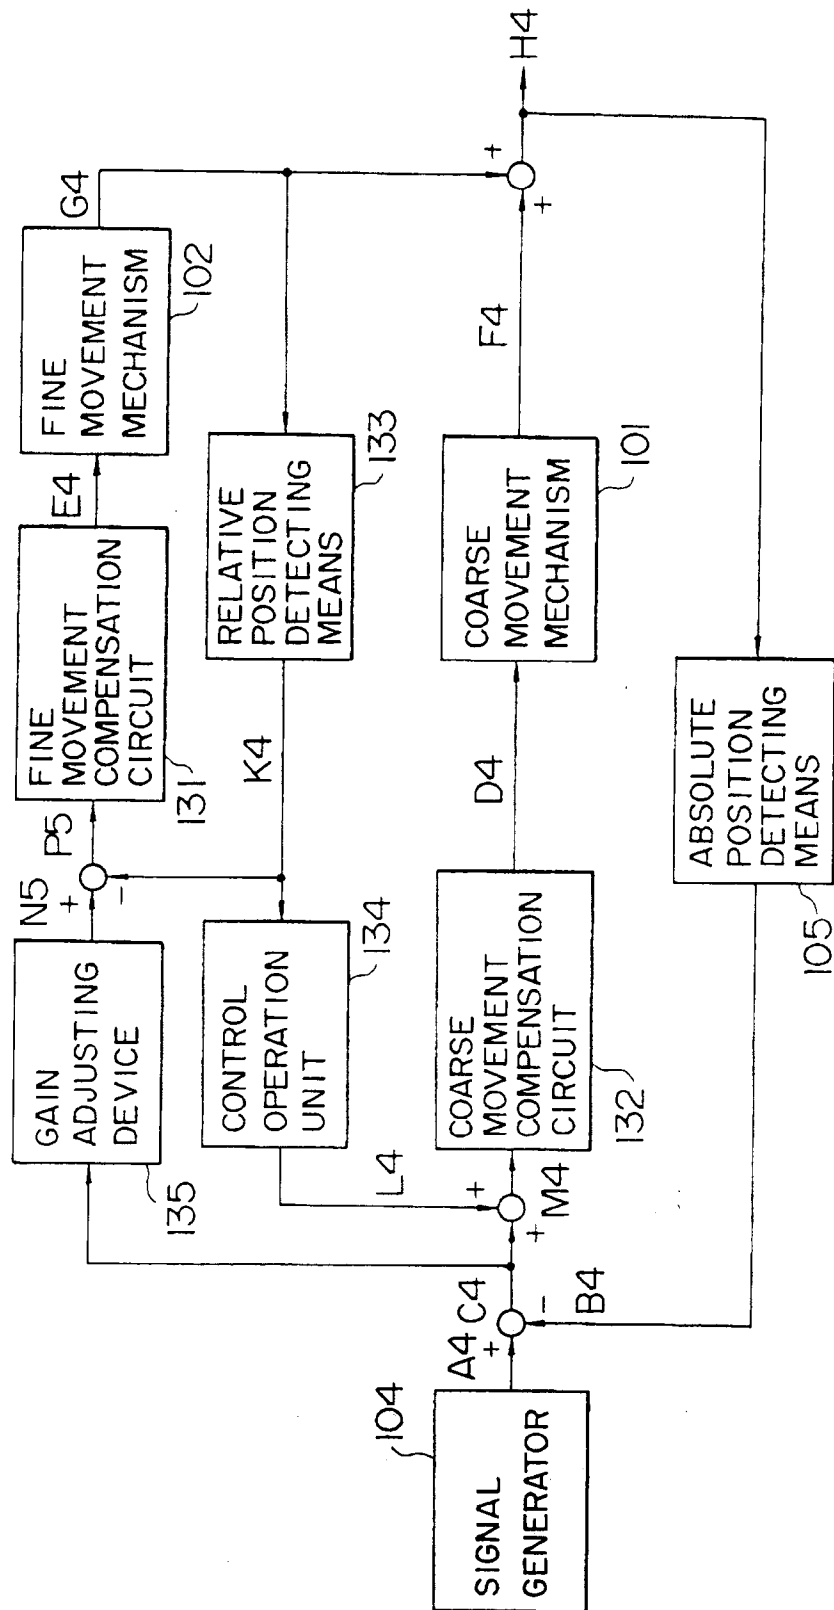 FINE
MOVEMENT
MECHANISM
102
G4
E4
FINE
MOVEMENT
COMPENSATION
CIRCUIT
131
P5
N5
+
-
GAIN
ADJUSTING
DEVICE
135
RELATIVE
POSITION
DETECTING
MEANS
133
K4
CONTROL
OPERATION
UNIT
134
L4
SIGNAL
GENERATOR
104
A4
+
C4
-
B4
+
+
M4
COARSE
MOVEMENT
COMPENSATION
CIRCUIT
132
D4
COARSE
MOVEMENT
MECHANISM
101
F4
+
+
H4
ABSOLUTE
POSITION
DETECTING
MEANS
105